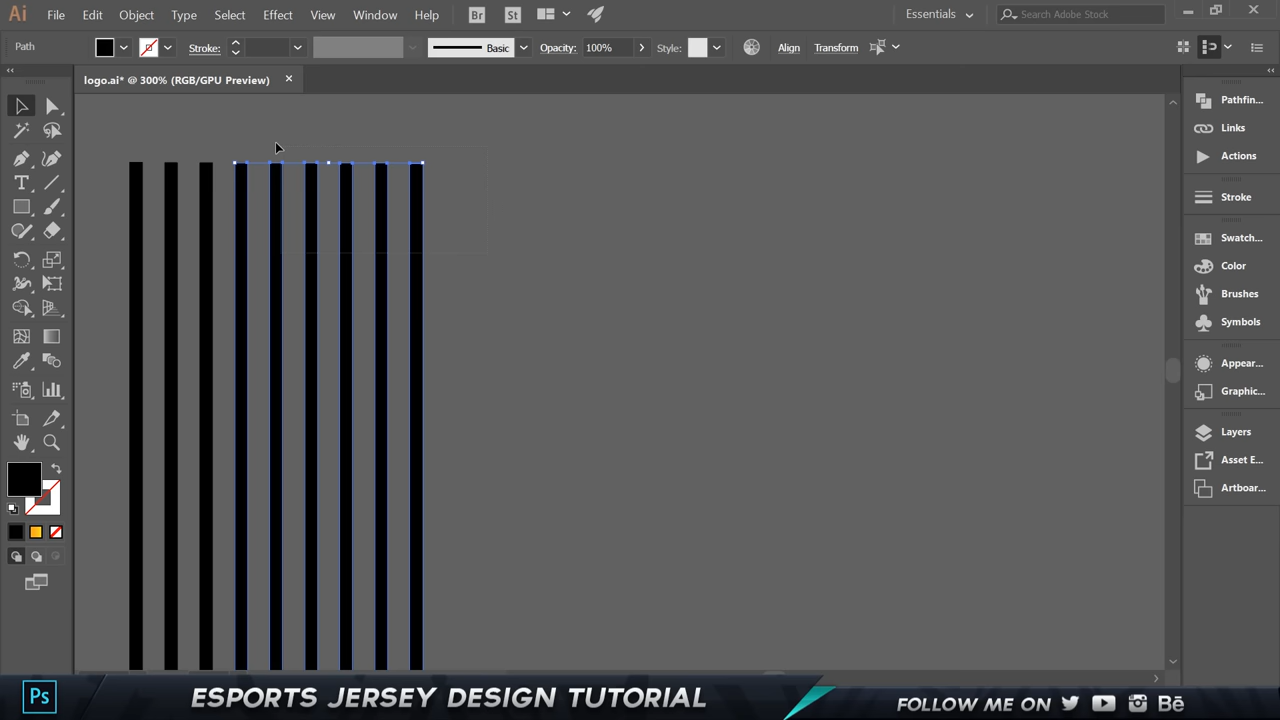 Ai File Edit Object Type Select Effect View Window Help Br St Essentials Search Adobe Stock
Path Stroke: Basic Opacity: 100% Style: Align Transform
logo.ai* @ 300% (RGB/GPU Preview)
Pathfin...
Links
Actions
Stroke
Swatch...
Color
Brushes
Symbols
Appear...
Graphic...
Layers
Asset E...
Artboar...
Ps ESPORTS JERSEY DESIGN TUTORIAL FOLLOW ME ON Bē